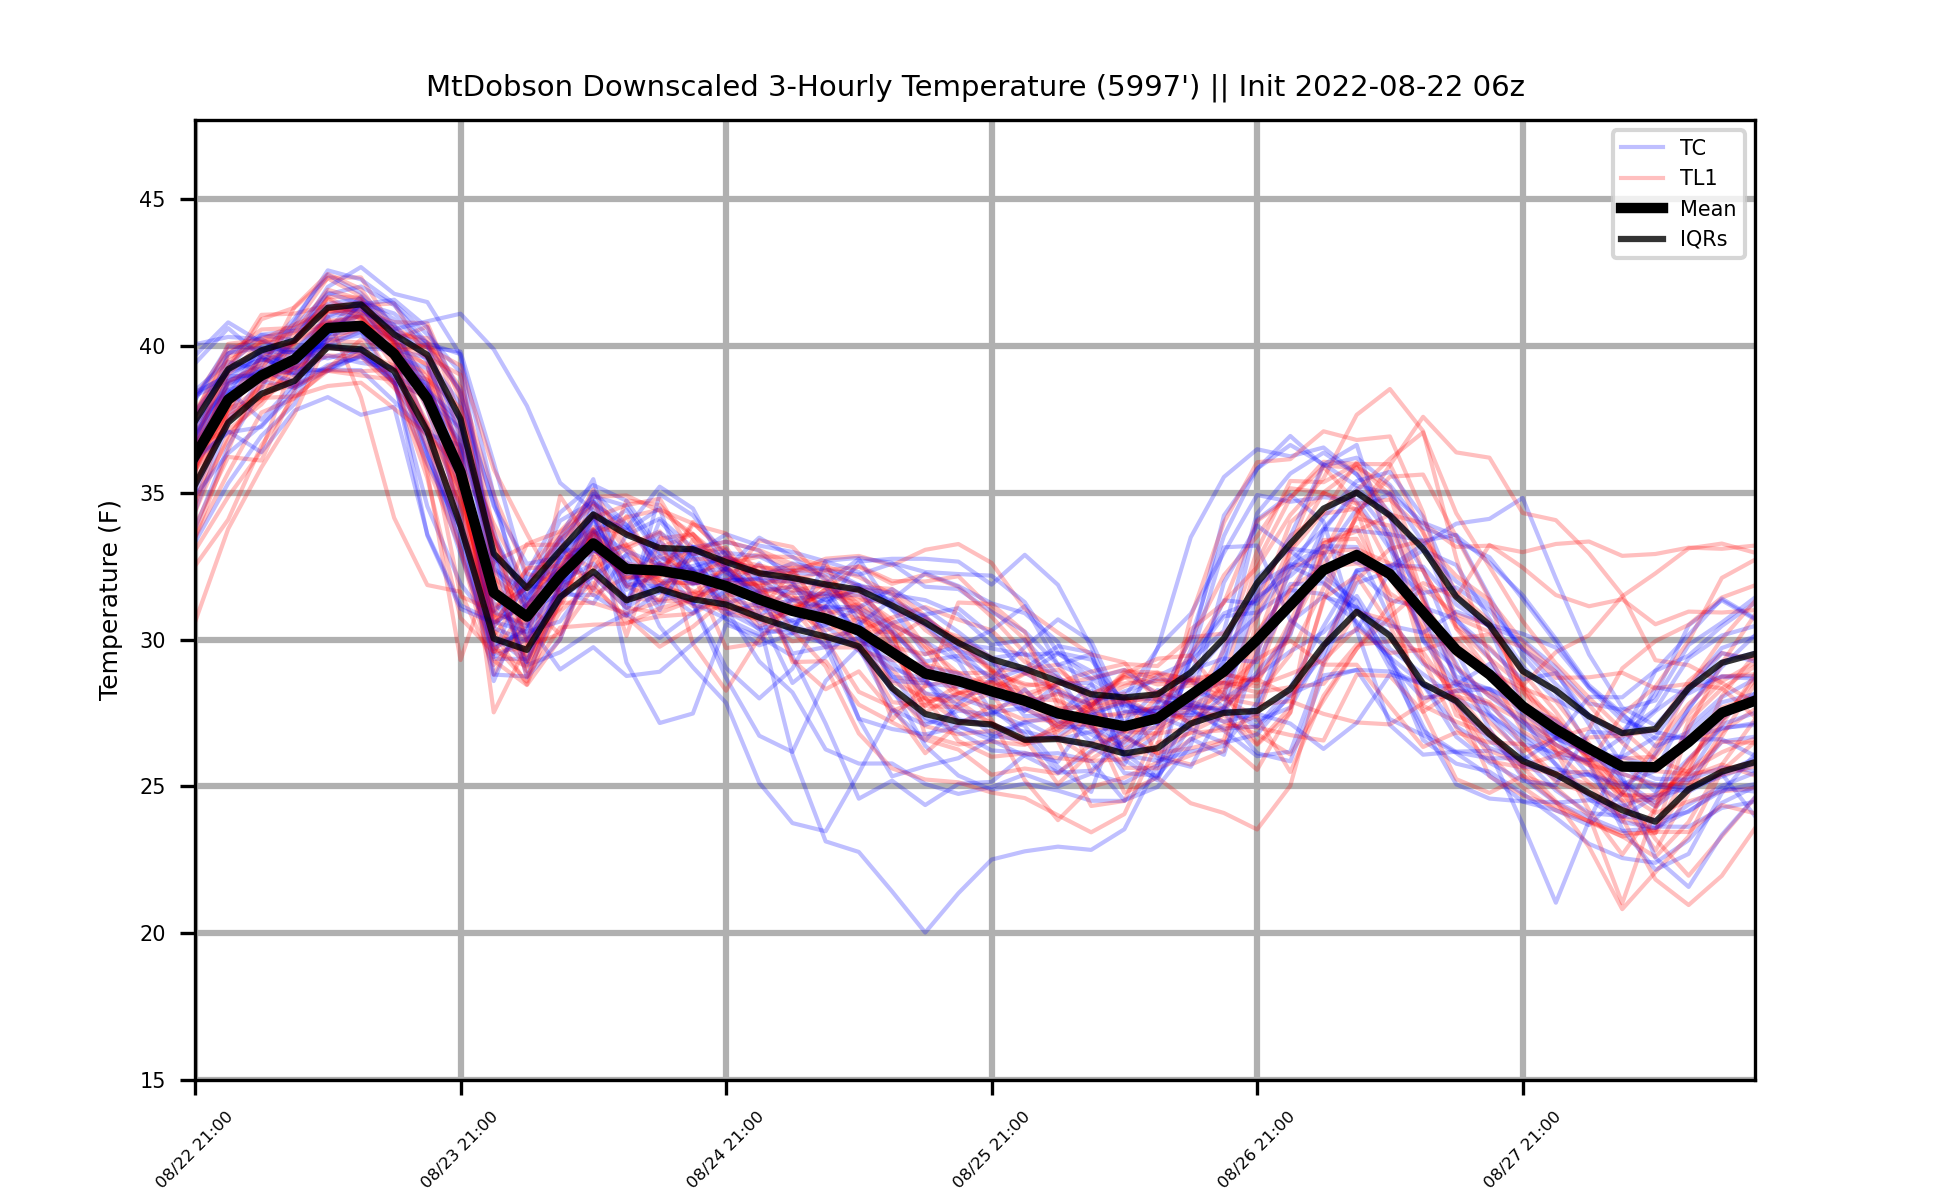 MtDobson Downscaled 3-Hourly Temperature (5997') || Init 2022-08-22 06z
TC
TL1
Mean
IQRs
Temperature (F)
45
40
35
30
25
20
15
08/22 21:00
08/23 21:00
08/24 21:00
08/25 21:00
08/26 21:00
08/27 21:00